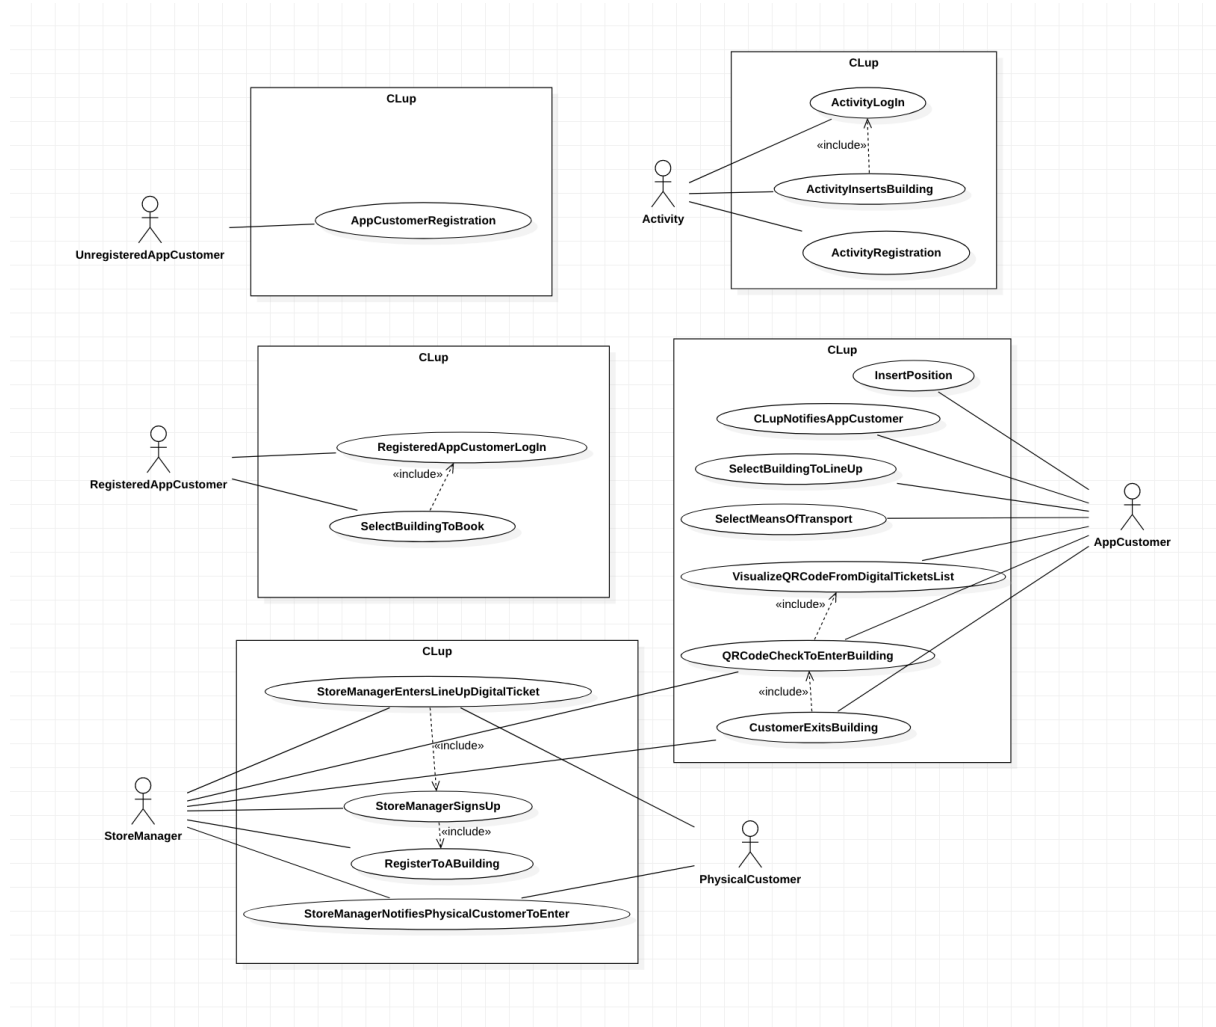 CLup
AppCustomerRegistration
UnregisteredAppCustomer
CLup
ActivityLogIn
«include»
ActivityInsertsBuilding
ActivityRegistration
Activity
CLup
RegisteredAppCustomerLogIn
«include»
SelectBuildingToBook
RegisteredAppCustomer
CLup
InsertPosition
CLupNotifiesAppCustomer
SelectBuildingToLineUp
SelectMeansOfTransport
VisualizeQRCodeFromDigitalTicketsList
«include»
QRCodeCheckToEnterBuilding
«include»
CustomerExitsBuilding
AppCustomer
CLup
StoreManagerEntersLineUpDigitalTicket
«include»
StoreManagerSignsUp
«include»
RegisterToABuilding
StoreManagerNotifiesPhysicalCustomerToEnter
StoreManager
PhysicalCustomer